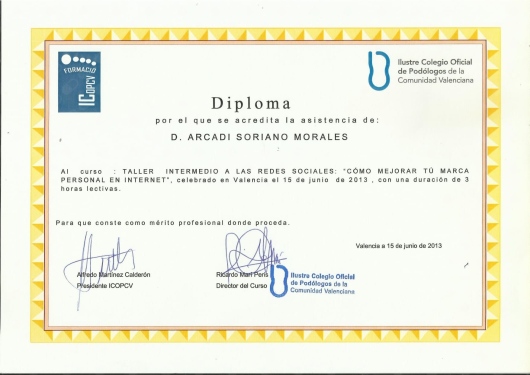 FORMACIÓ
ICOPCV
Ilustre Colegio Oficial
de Podólogos de la
Comunidad Valenciana
Diploma
por el que se acredita la asistencia de:
D. ARCADI SORIANO MORALES
Al curso : TALLER INTERMEDIO A LAS REDES SOCIALES: "CÓMO MEJORAR TÚ MARCA
PERSONAL EN INTERNET", celebrado en Valencia el 15 de junio de 2013 , con una duración de 3
horas lectivas.
Para que conste como mérito profesional donde proceda.
Valencia a 15 de junio de 2013
Alfredo Martínez Calderón
Presidente ICOPCV
Ricardo Mari Peris
Director del Curso
Ilustre Colegio Oficial
de Podólogos de la
Comunidad Valenciana